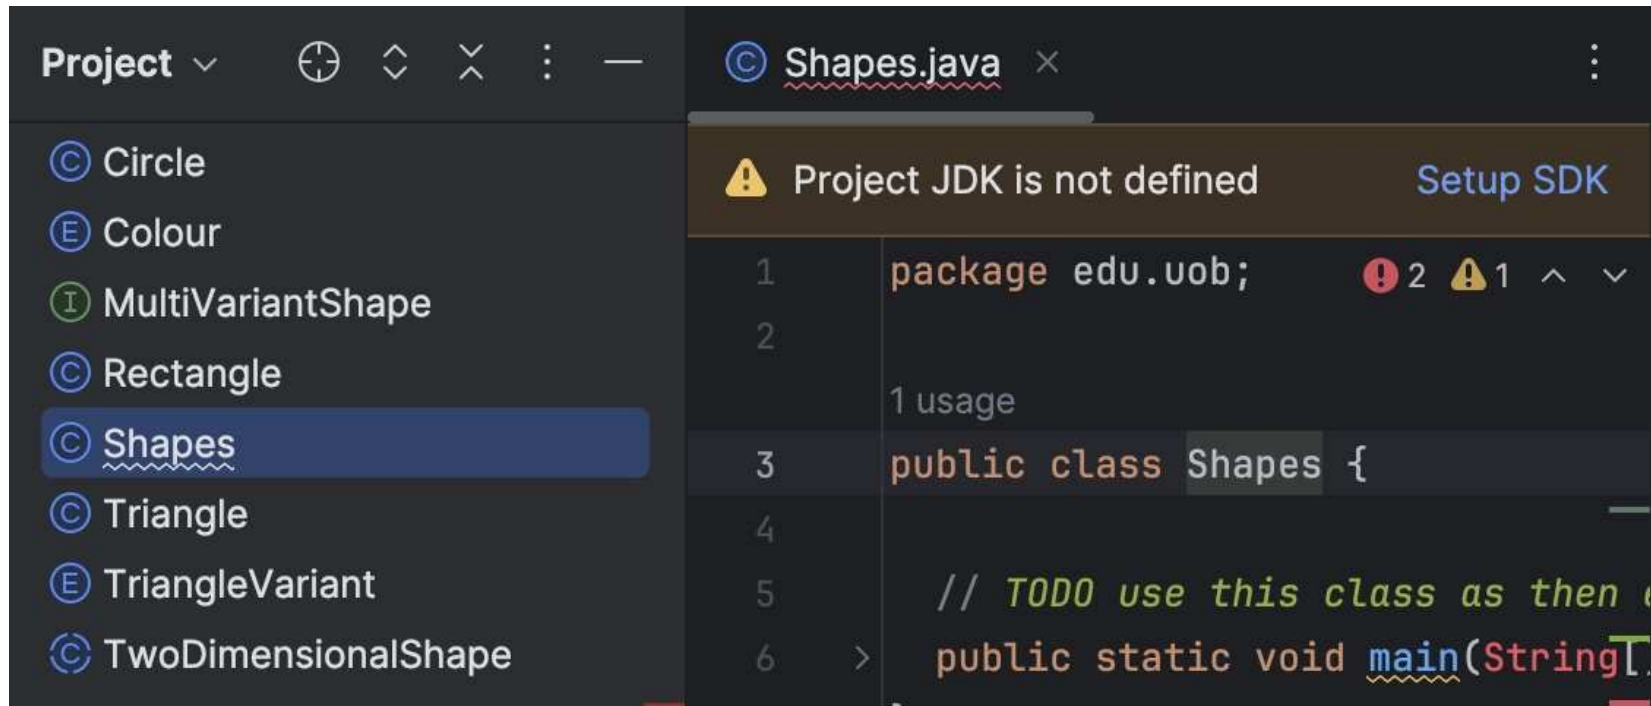 Project
Circle
Colour
MultiVariantShape
Rectangle
Shapes
Triangle
TriangleVariant
TwoDimensionalShape
Shapes.java
Project JDK is not defined Setup SDK
1 package edu.uob; 2 1
2
1 usage
3 public class Shapes {
4
5 // TODO use this class as then
6 public static void main(String[